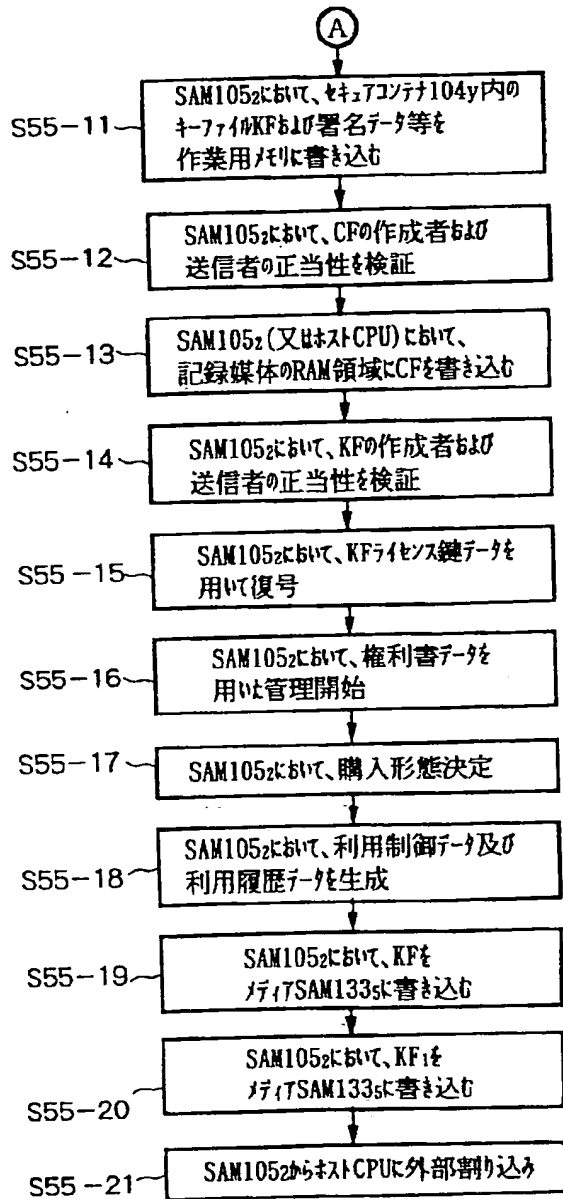 A
S55-11
SAM105₂において、セキュアコンテナ104y内の
キーファイルKFおよび署名データ等を
作業用メモリに書き込む
S55-12
SAM105₂において、CFの作成者および
送信者の正当性を検証
S55-13
SAM105₂(又はホストCPU)において、
記録媒体のRAM領域にCFを書き込む
S55-14
SAM105₂において、KFの作成者および
送信者の正当性を検証
S55-15
SAM105₂において、KFライセンス鍵データを
用いて復号
S55-16
SAM105₂において、権利書データを
用いた管理開始
S55-17
SAM105₂において、購入形態決定
S55-18
SAM105₂において、利用制御データ及び
利用履歴データを生成
S55-19
SAM105₂において、KFを
メディアSAM133₅に書き込む
S55-20
SAM105₂において、KF₁を
メディアSAM133₅に書き込む
S55-21
SAM105₂からホストCPUに外部割り込み